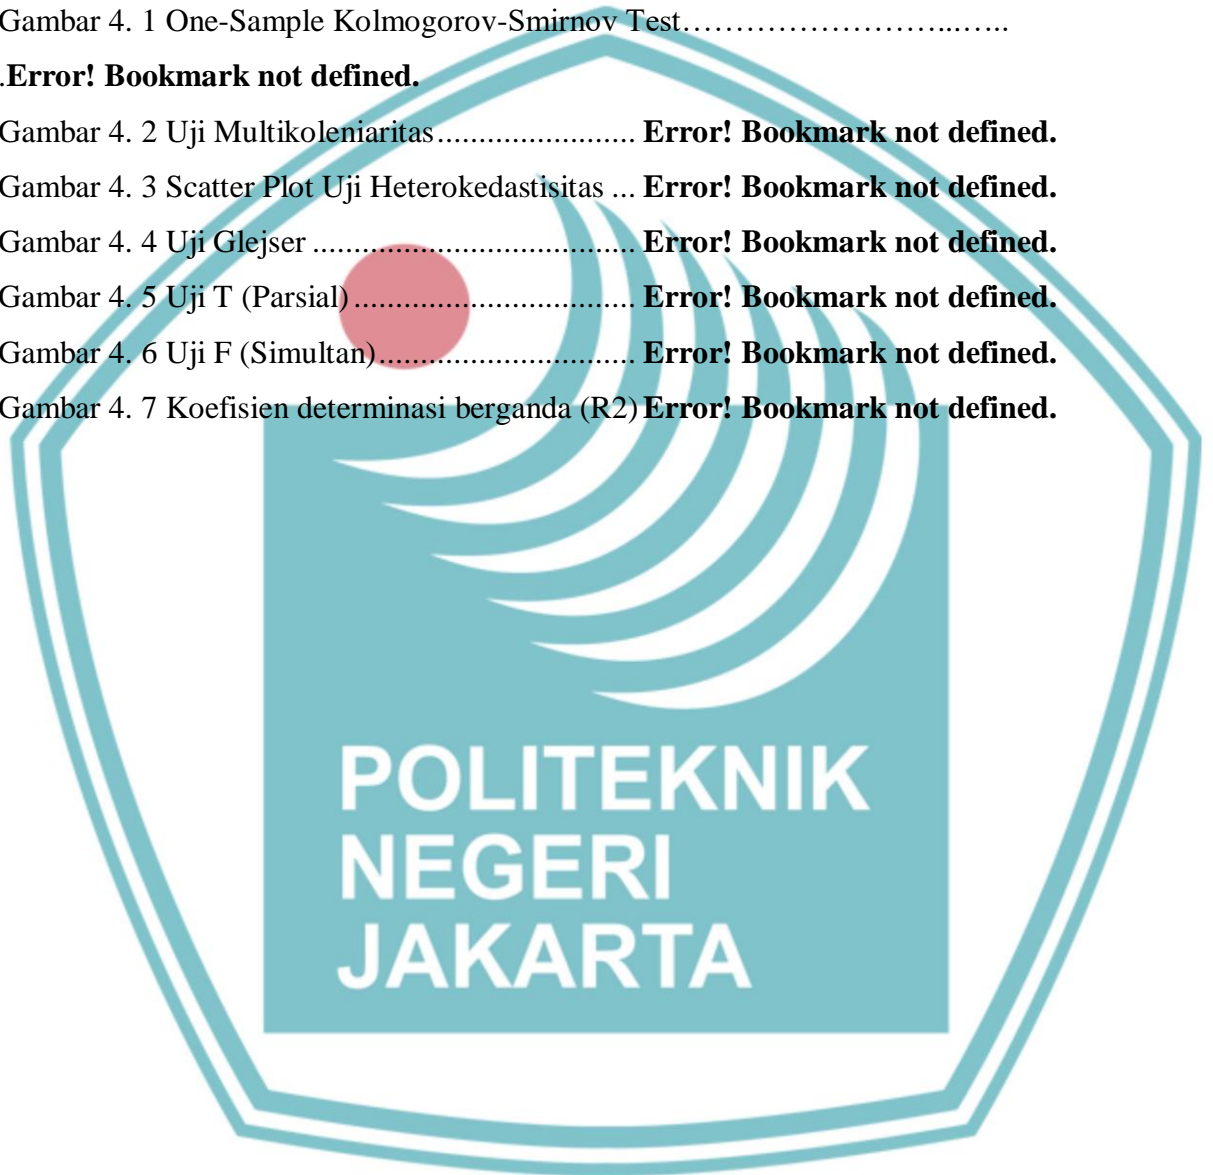 Gambar 4. 1 One-Sample Kolmogorov-Smirnov Test……………………...…..
.Error! Bookmark not defined.
Gambar 4. 2 Uji Multikoleniaritas........................ Error! Bookmark not defined.
Gambar 4. 3 Scatter Plot Uji Heterokedastisitas ... Error! Bookmark not defined.
Gambar 4. 4 Uji Glejser ....................................... Error! Bookmark not defined.
Gambar 4. 5 Uji T (Parsial) .................................. Error! Bookmark not defined.
Gambar 4. 6 Uji F (Simultan)............................... Error! Bookmark not defined.
Gambar 4. 7 Koefisien determinasi berganda (R2) Error! Bookmark not defined.
POLITEKNIK
NEGERI
JAKARTA